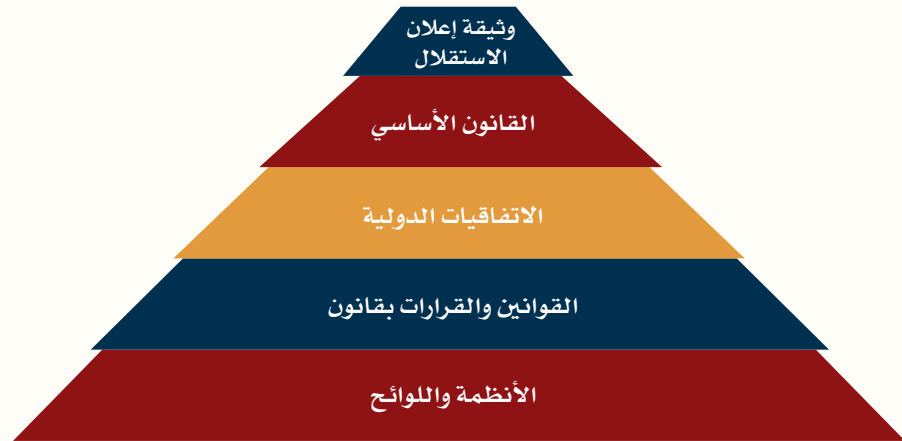 وثيقة إعلان
الاستقلال
القانون الأساسي
الاتفاقيات الدولية
القوانين والقرارات بقانون
الأنظمة واللوائح